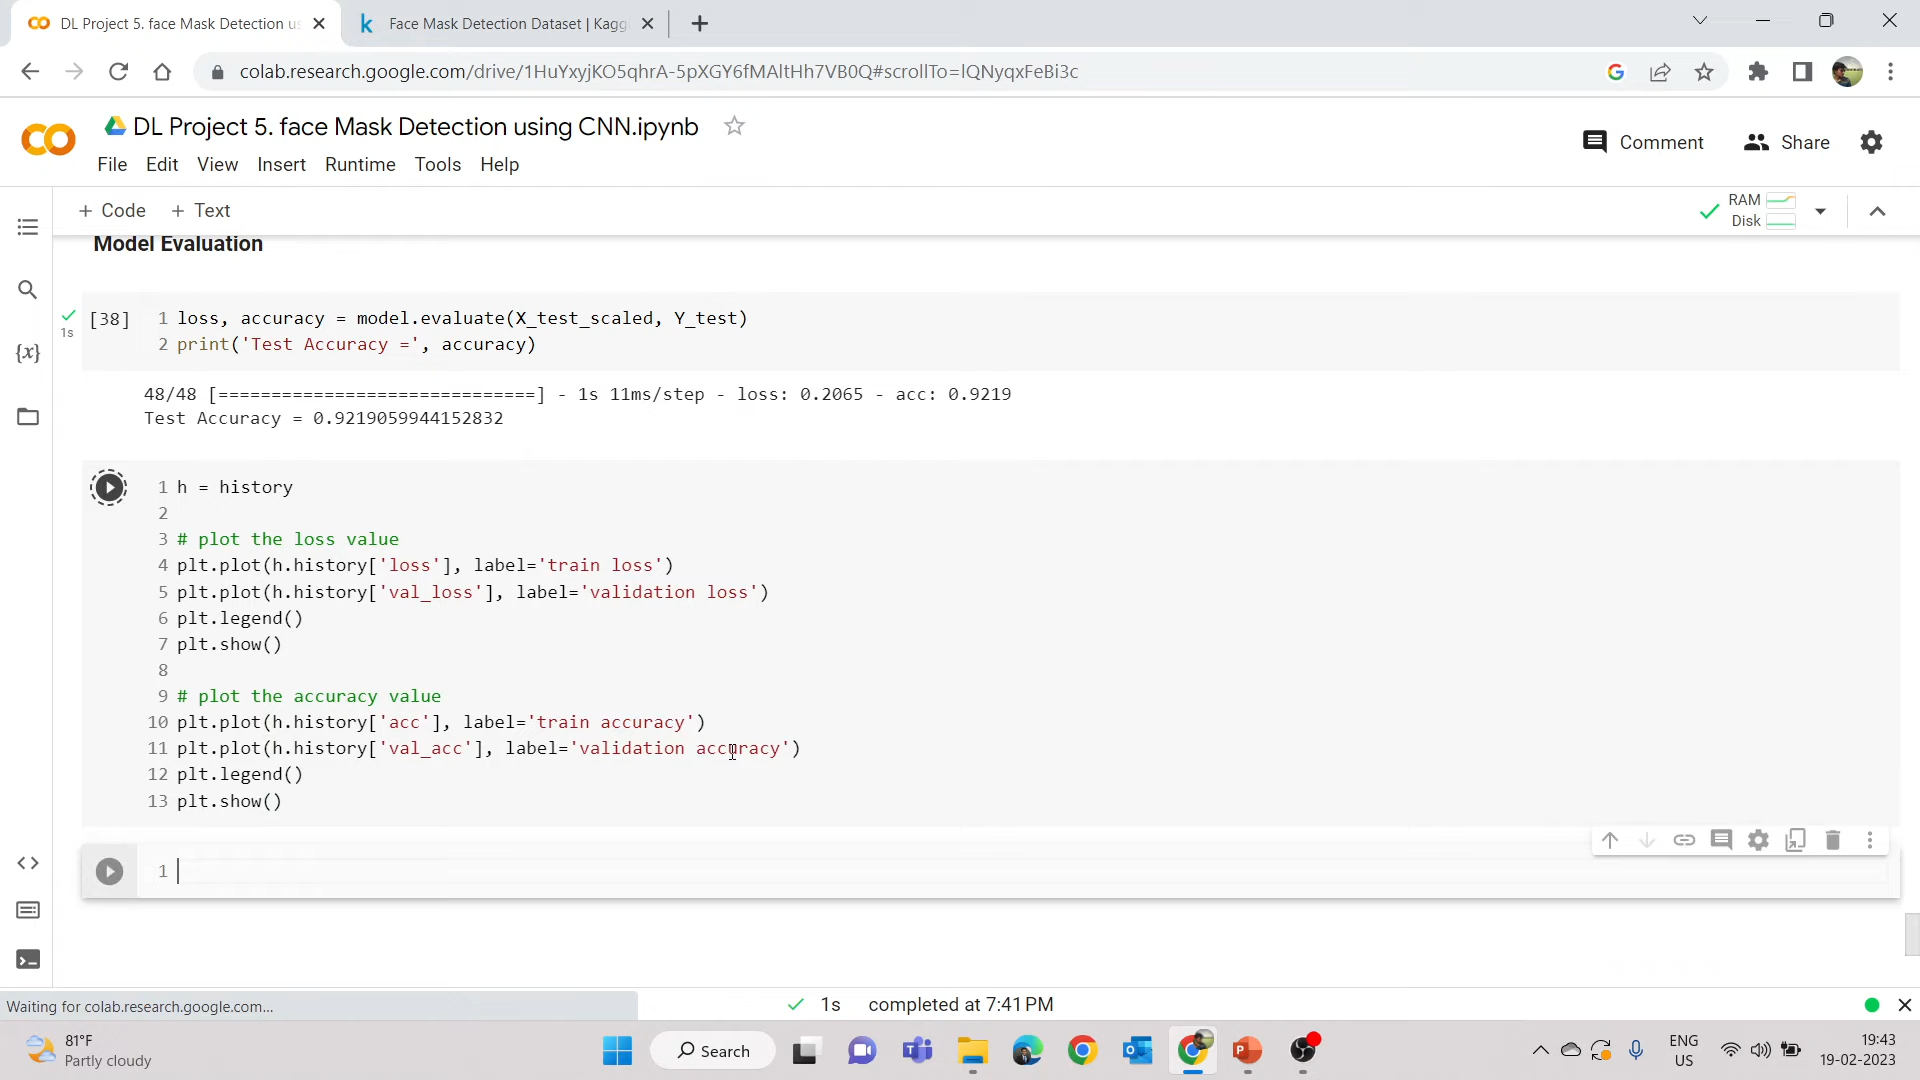 DL Project 5. face Mask Detection us
Face Mask Detection Dataset | Kagg
colab.research.google.com/drive/1HuYxyjKO5qhrA-5pXGY6fMAltHh7VB0Q#scrollTo=lQNyqxFeBi3c
DL Project 5. face Mask Detection using CNN.ipynb
Comment
Share
File Edit View Insert Runtime Tools Help
+ Code + Text
RAM
Disk
Model Evaluation
[38]
1s
1 loss, accuracy = model.evaluate(X_test_scaled, Y_test)
2 print('Test Accuracy =', accuracy)
48/48 [==============================] - 1s 11ms/step - loss: 0.2065 - acc: 0.9219
Test Accuracy = 0.9219059944152832
1 h = history
2
3 # plot the loss value
4 plt.plot(h.history['loss'], label='train loss')
5 plt.plot(h.history['val_loss'], label='validation loss')
6 plt.legend()
7 plt.show()
8
9 # plot the accuracy value
10 plt.plot(h.history['acc'], label='train accuracy')
11 plt.plot(h.history['val_acc'], label='validation accuracy')
12 plt.legend()
13 plt.show()
1
Waiting for colab.research.google.com...
1s completed at 7:41 PM
81°F
Partly cloudy
Search
ENG
US
19:43
19-02-2023